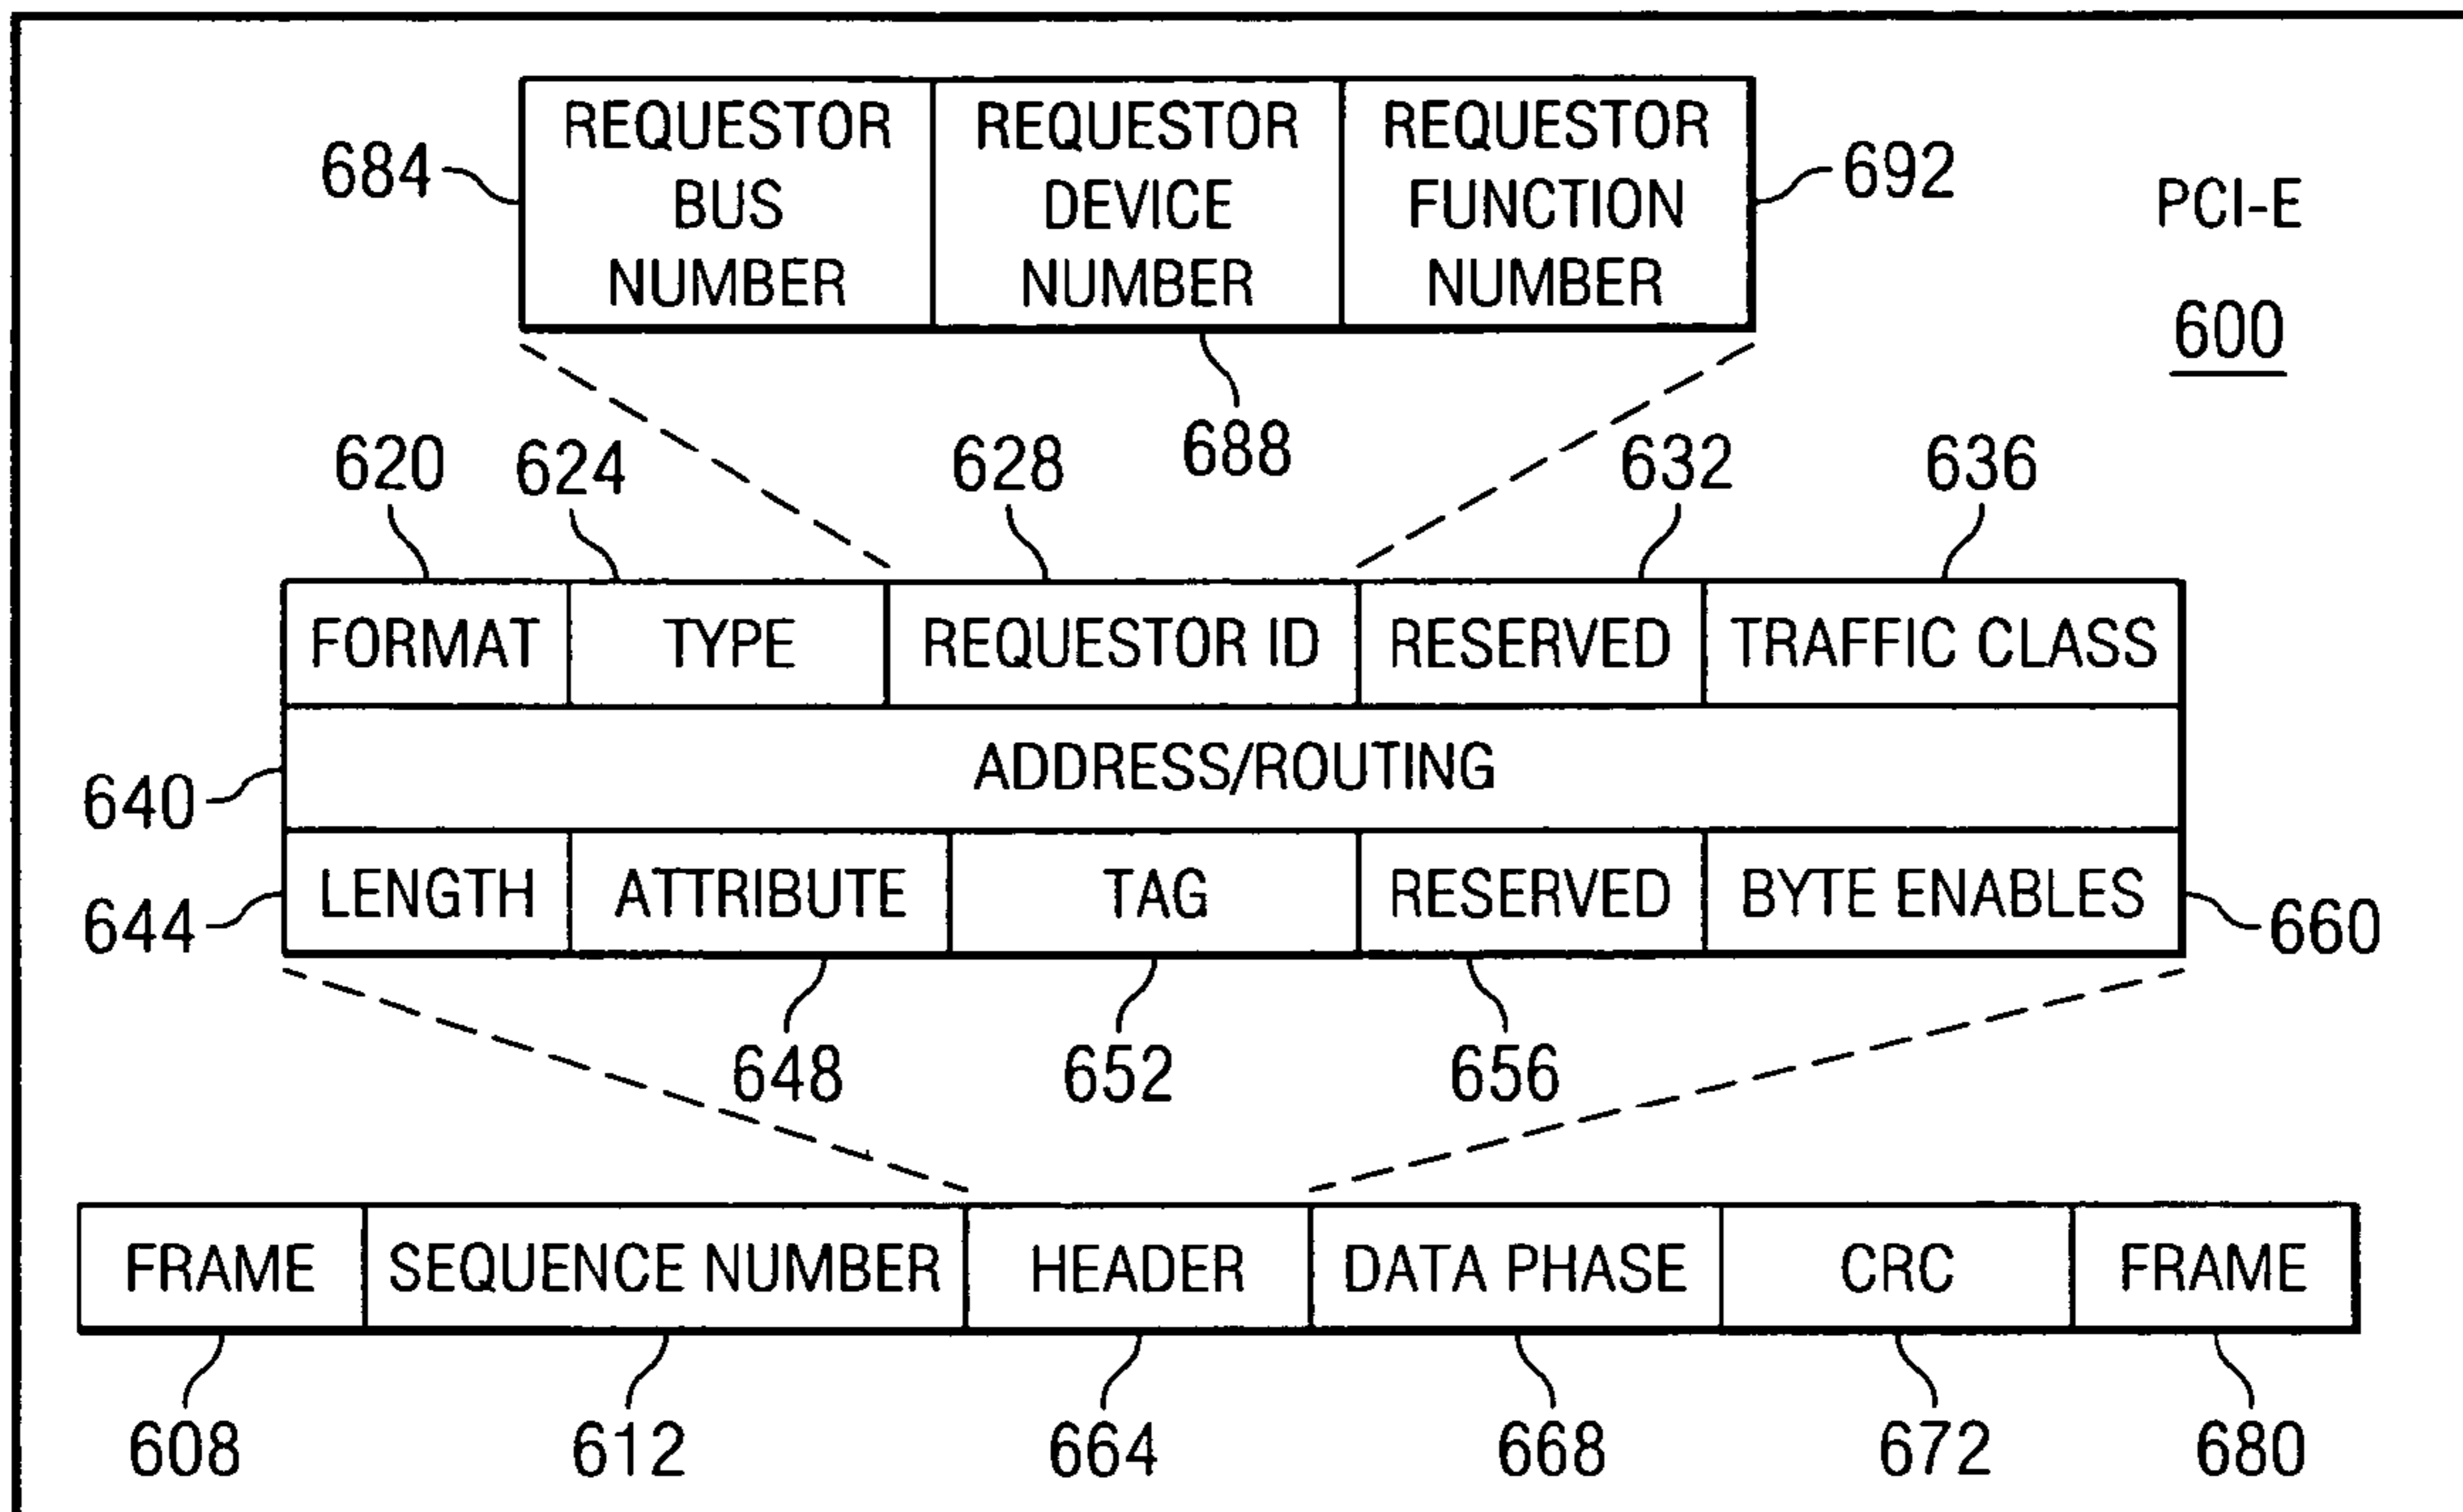 REQUESTOR BUS NUMBER
REQUESTOR DEVICE NUMBER
REQUESTOR FUNCTION NUMBER
684
692
PCI-E
600
688
620
624
628
632
636
FORMAT TYPE REQUESTOR ID RESERVED TRAFFIC CLASS
640
ADDRESS/ROUTING
644
LENGTH ATTRIBUTE TAG RESERVED BYTE ENABLES
660
648
652
656
FRAME SEQUENCE NUMBER HEADER DATA PHASE CRC FRAME
608
612
664
668
672
680